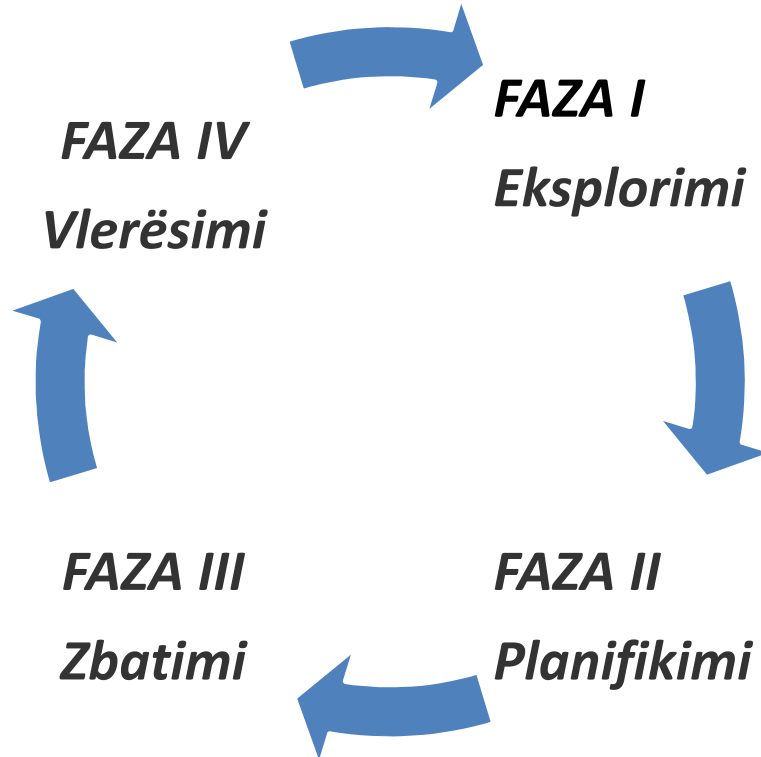 FAZA I
Eksplorimi
FAZA II
Planifikimi
FAZA III
Zbatimi
FAZA IV
Vlerësimi